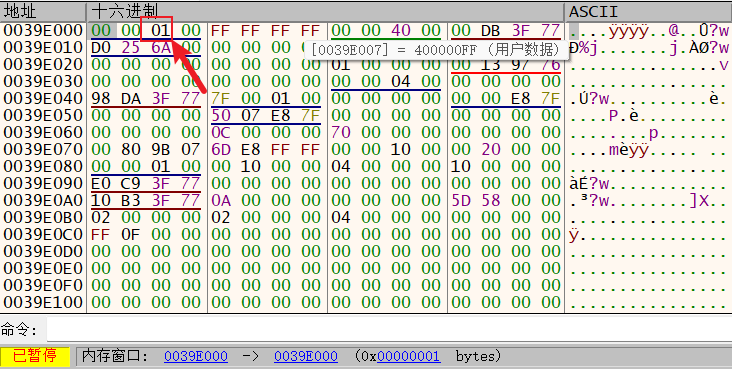 地址 十六进制 ASCII
0039E000 00 00 01 00 FF FF FF FF 00 00 40 00 00 DB 3F 77 ....ÿÿÿÿ..@..Û?w
0039E010 D0 25 6A 00 00 00 00 Ð%j........j.ÀØ?w
[0039E007] = 400000FF (用户数据)
0039E020 00 00 00 00 00 00 00 00 01 00 00 00 00 13 97 76 ...............v
0039E030 00 00 00 00 00 00 00 00 00 00 04 00 00 00 00 00 ................
0039E040 98 DA 3F 77 7F 00 01 00 00 00 00 00 00 00 E8 7F .Ú?w..........è.
0039E050 00 00 00 00 50 07 E8 7F 00 00 00 00 00 00 00 00 ....P.è.........
0039E060 00 00 00 00 0C 00 00 00 70 00 00 00 00 00 00 00 ........p.......
0039E070 00 80 9B 07 6D E8 FF FF 00 00 10 00 00 20 00 00 ....mèÿÿ..... ..
0039E080 00 00 01 00 00 10 00 00 04 00 00 00 10 00 00 00 ................
0039E090 E0 C9 3F 77 00 00 00 00 00 00 00 00 00 00 00 00 àÉ?w............
0039E0A0 10 B3 3F 77 0A 00 00 00 00 00 00 00 5D 58 00 00 .³?w........]X..
0039E0B0 02 00 00 00 02 00 00 00 04 00 00 00 00 00 00 00 ................
0039E0C0 FF 0F 00 00 00 00 00 00 00 00 00 00 00 00 00 00 ÿ...............
0039E0D0 00 00 00 00 00 00 00 00 00 00 00 00 00 00 00 00 ................
0039E0E0 00 00 00 00 00 00 00 00 00 00 00 00 00 00 00 00 ................
0039E0F0 00 00 00 00 00 00 00 00 00 00 00 00 00 00 00 00 ................
0039E100 00 00 00 00 00 00 00 00 00 00 00 00 00 00 00 00 ................
命令:
已暂停 内存窗口: 0039E000 -> 0039E000 (0x00000001 bytes)